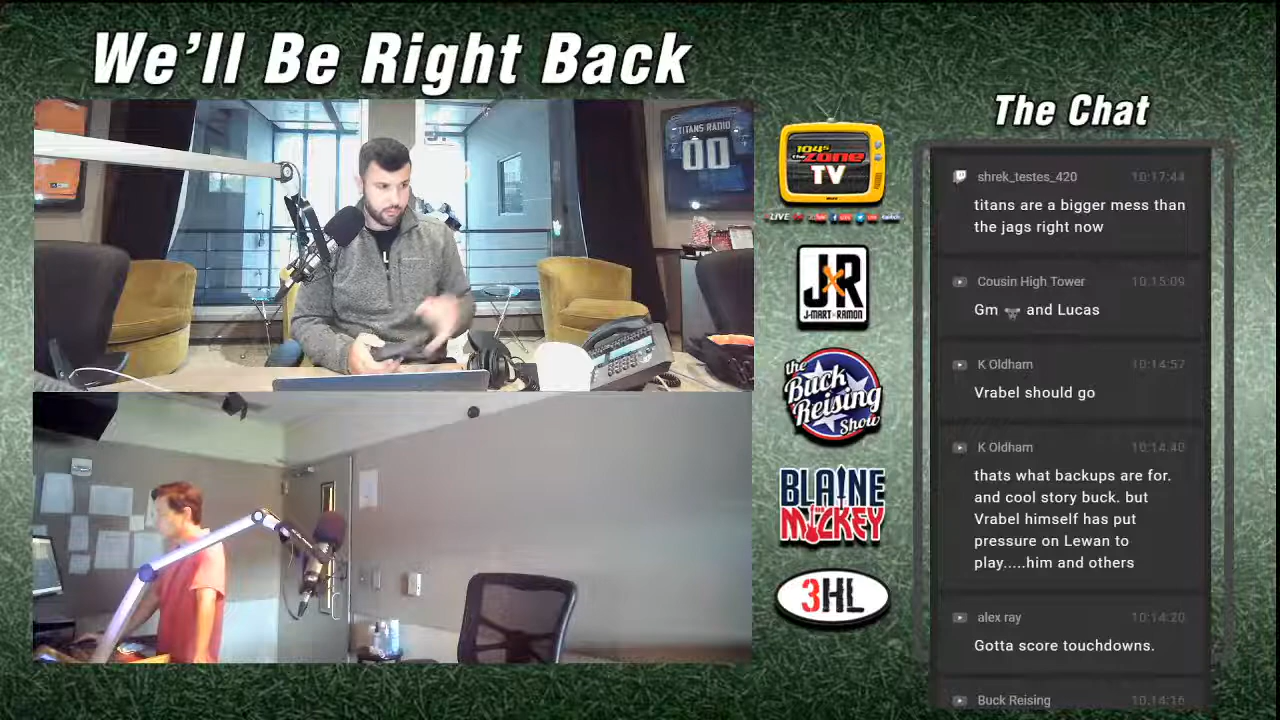 We'll Be Right Back
The Chat
TITANS RADIO
00
104.5
the zone
TV
LIVE
JxR
J-MART x RAMON
the
Buck
Reising
Show
BLAINE
MICKEY
3HL
shrek_testes_420 10:17:44
titans are a bigger mess than
the jags right now
Cousin High Tower 10:15:09
Gm and Lucas
K Oldham 10:14:57
Vrabel should go
K Oldham 10:14:40
thats what backups are for.
and cool story buck. but
Vrabel himself has put
pressure on Lewan to
play.....him and others
alex ray 10:14:20
Gotta score touchdowns.
Buck Reising 10:14:16